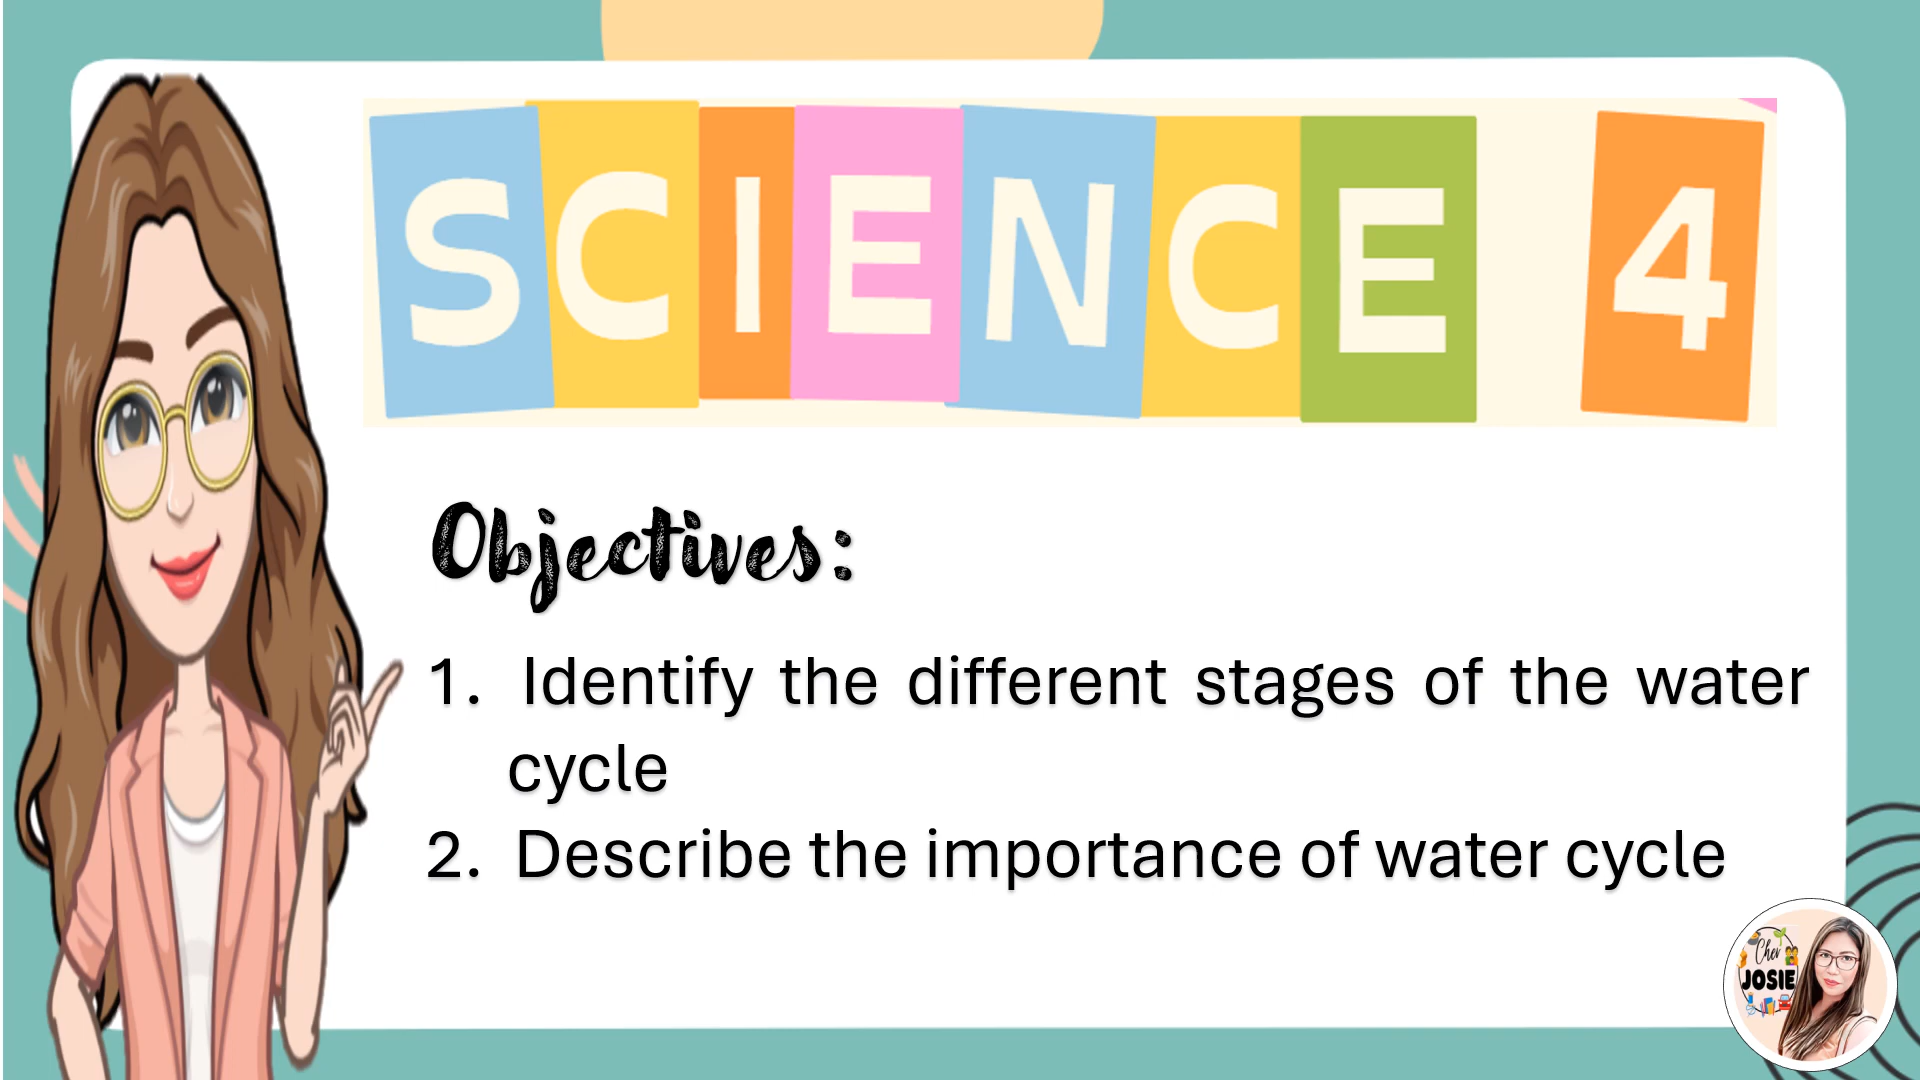 SCIENCE 4
Objectives:
1. Identify the different stages of the water
cycle
2. Describe the importance of water cycle
Cher
JOSIE